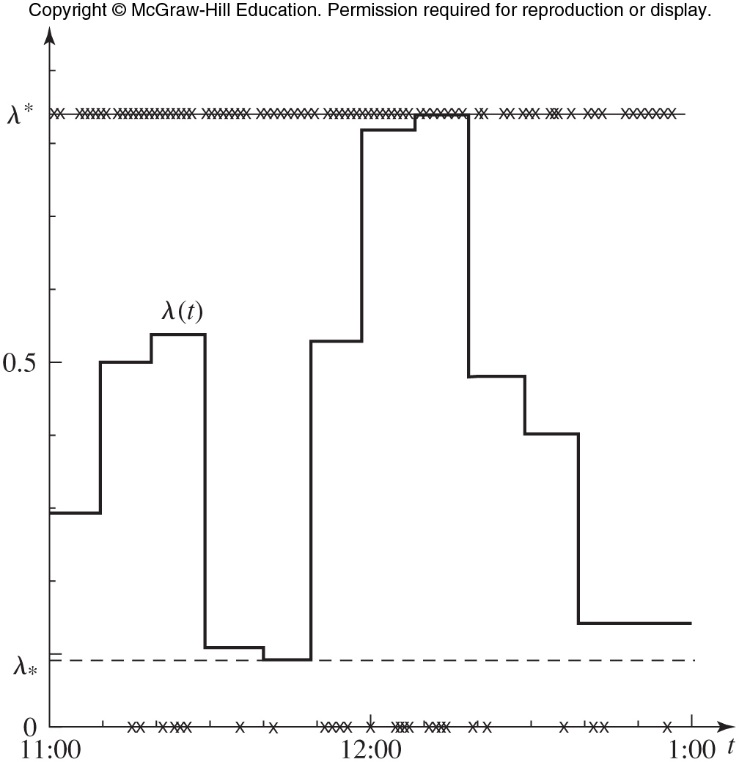 Copyright © McGraw-Hill Education. Permission required for reproduction or display.
λ*
λ(t)
0.5
λ*
0
11:00
12:00
1:00
t